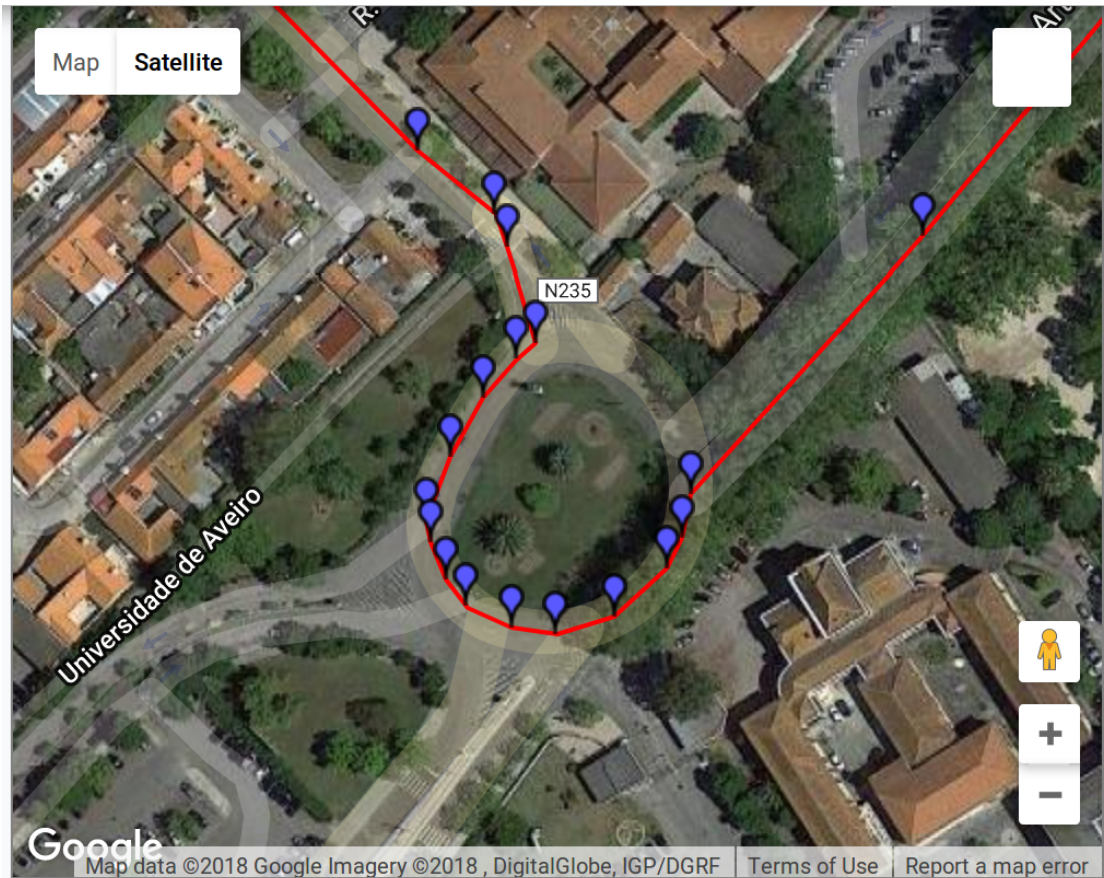 R.
Map
Satellite
N235
Universidade de Aveiro
Google
Map data ©2018 Google Imagery ©2018 , DigitalGlobe, IGP/DGRF
Terms of Use
Report a map error